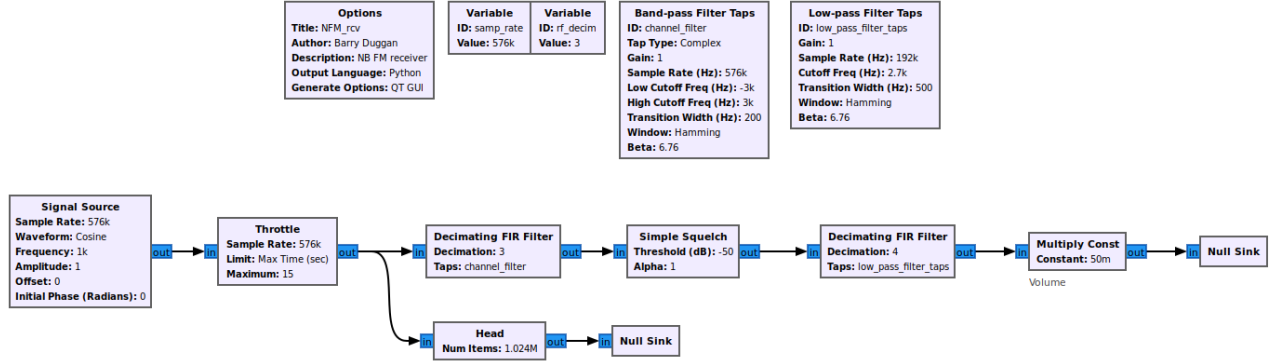 Options
Title: NFM_rcv
Author: Barry Duggan
Description: NB FM receiver
Output Language: Python
Generate Options: QT GUI
Variable
ID: samp_rate
Value: 576k
Variable
ID: rf_decim
Value: 3
Band-pass Filter Taps
ID: channel_filter
Tap Type: Complex
Gain: 1
Sample Rate (Hz): 576k
Low Cutoff Freq (Hz): -3k
High Cutoff Freq (Hz): 3k
Transition Width (Hz): 200
Window: Hamming
Beta: 6.76
Low-pass Filter Taps
ID: low_pass_filter_taps
Gain: 1
Sample Rate (Hz): 192k
Cutoff Freq (Hz): 2.7k
Transition Width (Hz): 500
Window: Hamming
Beta: 6.76
Signal Source
Sample Rate: 576k
Waveform: Cosine
Frequency: 1k
Amplitude: 1
Offset: 0
Initial Phase (Radians): 0
out
in
Throttle
Sample Rate: 576k
Limit: Max Time (sec)
Maximum: 15
out
in
Decimating FIR Filter
Decimation: 3
Taps: channel_filter
out
in
Simple Squelch
Threshold (dB): -50
Alpha: 1
out
in
Decimating FIR Filter
Decimation: 4
Taps: low_pass_filter_taps
out
in
Multiply Const
Constant: 50m
out
Volume
in
Null Sink
in
Head
Num Items: 1.024M
out
in
Null Sink